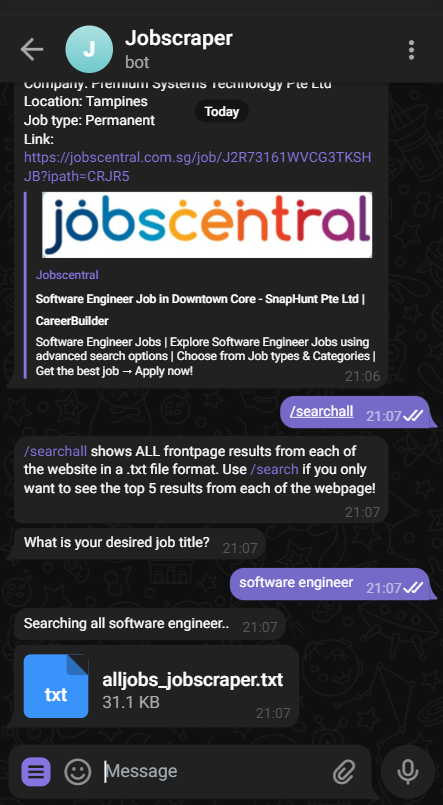 J
Jobscraper
bot
Company: Premium Systems Technology Pte Ltd
Location: Tampines
Today
Job type: Permanent
Link:
https://jobscentral.com.sg/job/J2R73161WVCG3TKSH
JB?ipath=CRJR5
jobscentral
Jobscentral
Software Engineer Job in Downtown Core - SnapHunt Pte Ltd |
CareerBuilder
Software Engineer Jobs | Explore Software Engineer Jobs using
advanced search options | Choose from Job types & Categories |
Get the best job → Apply now!
21:06
/searchall 21:07
/searchall shows ALL frontpage results from each of
the website in a .txt file format. Use /search if you only
want to see the top 5 results from each of the webpage!
21:07
What is your desired job title? 21:07
software engineer 21:07
Searching all software engineer.. 21:07
txt
alljobs_jobscraper.txt
31.1 KB
21:07
Message